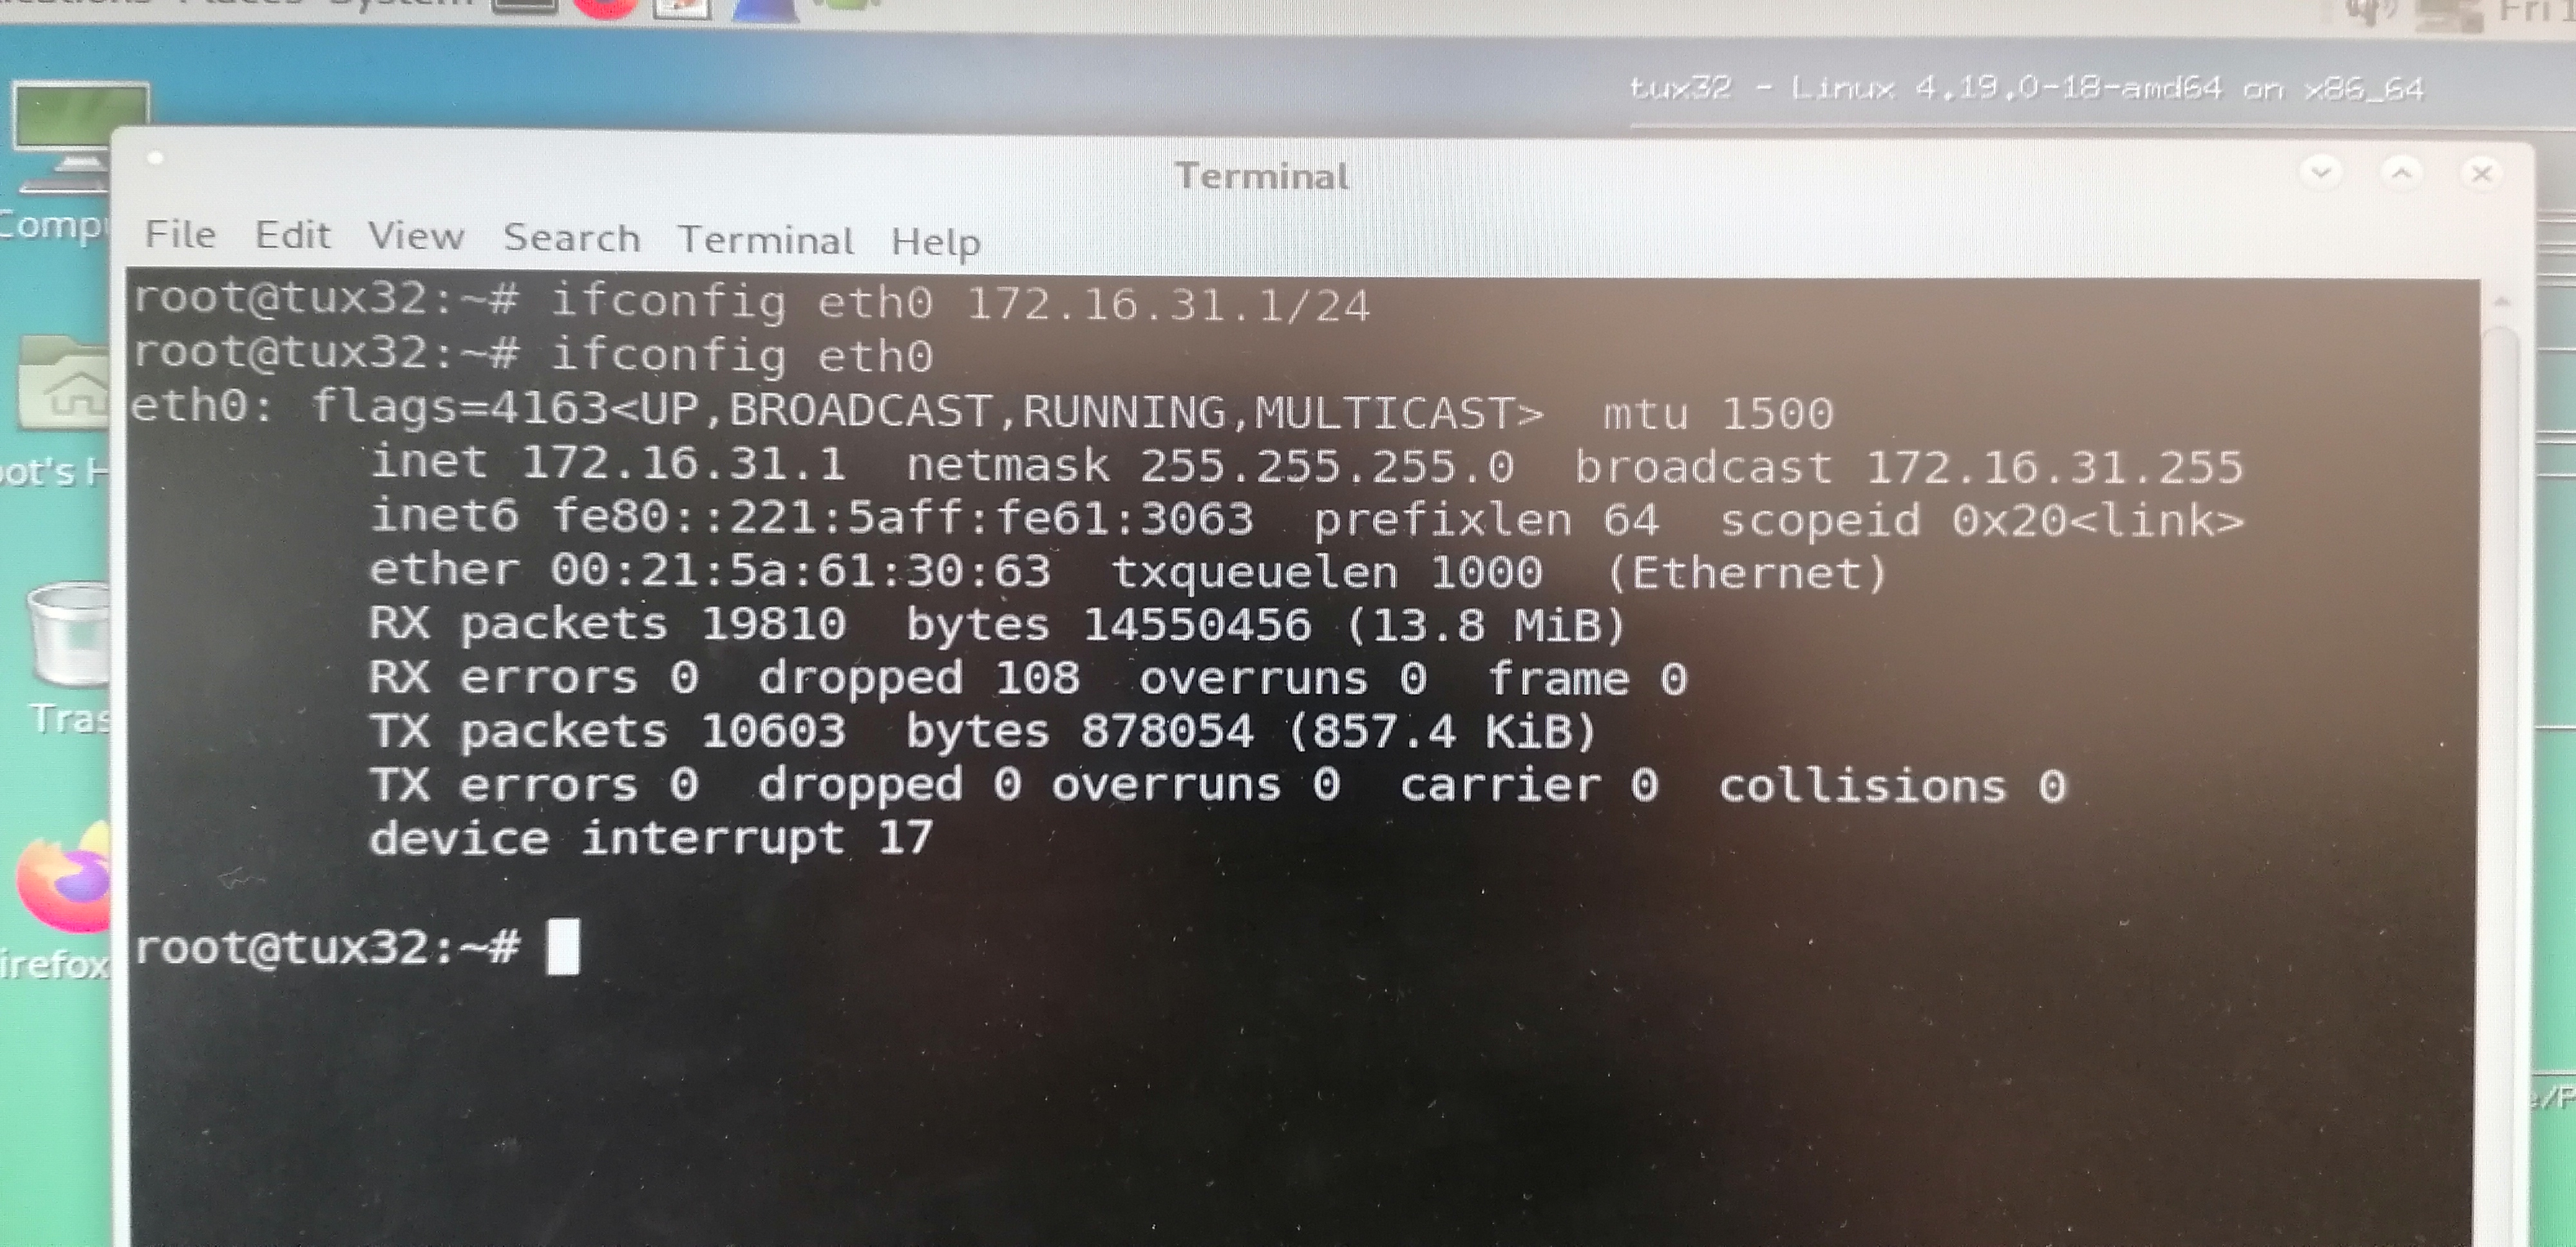 System
Fri 1
tux32 - Linux 4.19.0-18-amd64 on x86_64
Terminal
File Edit View Search Terminal Help
root@tux32:~# ifconfig eth0 172.16.31.1/24
root@tux32:~# ifconfig eth0
eth0: flags=4163<UP,BROADCAST,RUNNING,MULTICAST>  mtu 1500
        inet 172.16.31.1  netmask 255.255.255.0  broadcast 172.16.31.255
        inet6 fe80::221:5aff:fe61:3063  prefixlen 64  scopeid 0x20<link>
        ether 00:21:5a:61:30:63  txqueuelen 1000  (Ethernet)
        RX packets 19810  bytes 14550456 (13.8 MiB)
        RX errors 0  dropped 108  overruns 0  frame 0
        TX packets 10603  bytes 878054 (857.4 KiB)
        TX errors 0  dropped 0 overruns 0  carrier 0  collisions 0
        device interrupt 17
root@tux32:~#
Comp
oot's H
Tras
irefox